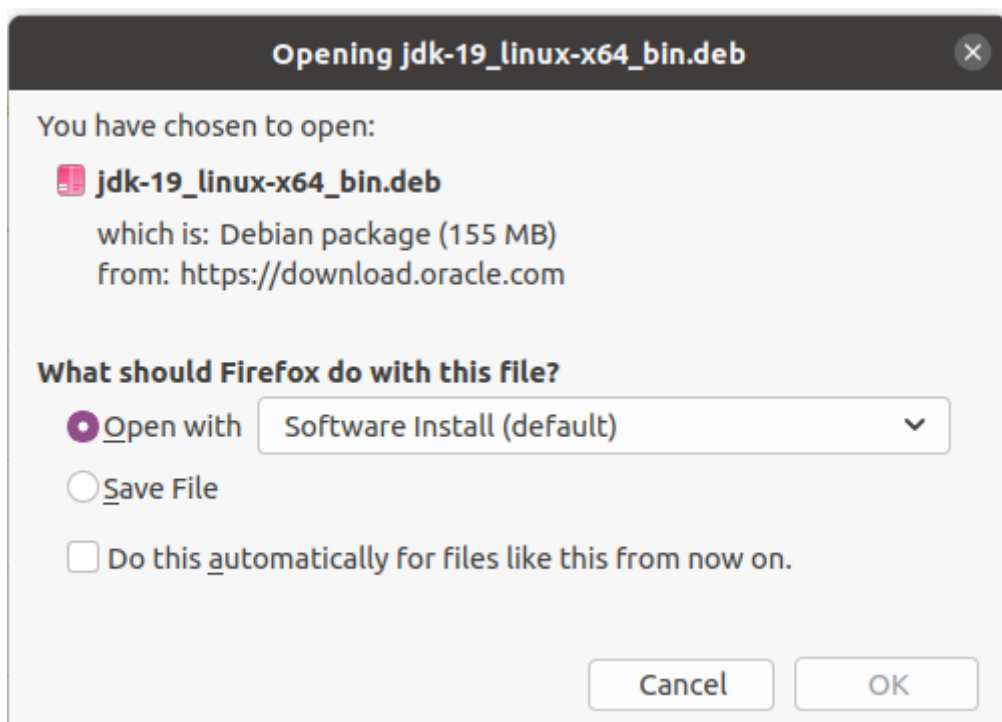 Opening jdk-19_linux-x64_bin.deb
You have chosen to open:
jdk-19_linux-x64_bin.deb
which is: Debian package (155 MB)
from: https://download.oracle.com
What should Firefox do with this file?
Open with Software Install (default)
Save File
Do this automatically for files like this from now on.
Cancel OK